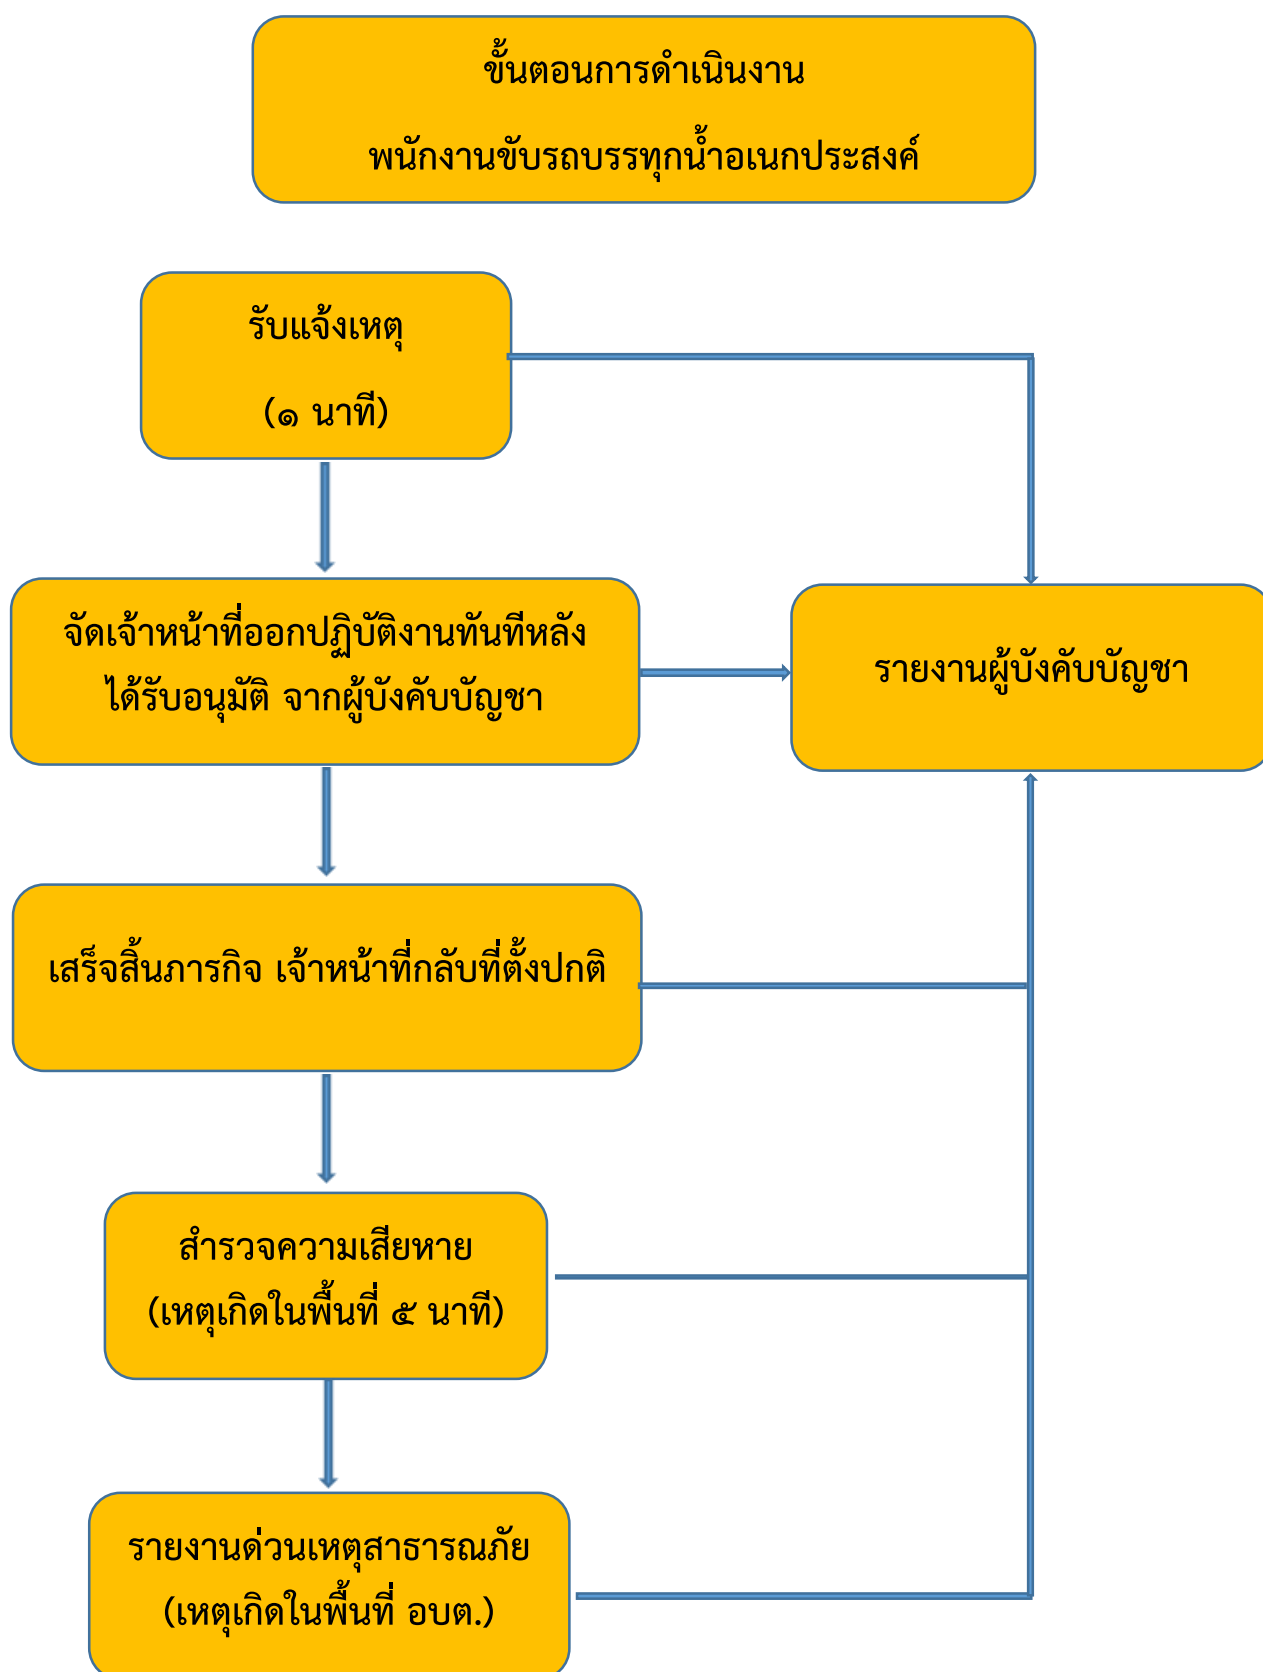 ขั้นตอนการดำเนินงาน
พนักงานขับรถบรรทุกน้ำอเนกประสงค์
รับแจ้งเหตุ
(๑ นาที)
จัดเจ้าหน้าที่ออกปฏิบัติงานทันทีหลัง
ได้รับอนุมัติ จากผู้บังคับบัญชา
รายงานผู้บังคับบัญชา
เสร็จสิ้นภารกิจ เจ้าหน้าที่กลับที่ตั้งปกติ
สำรวจความเสียหาย
(เหตุเกิดในพื้นที่ ๕ นาที)
รายงานด่วนเหตุสาธารณภัย
(เหตุเกิดในพื้นที่ อบต.)